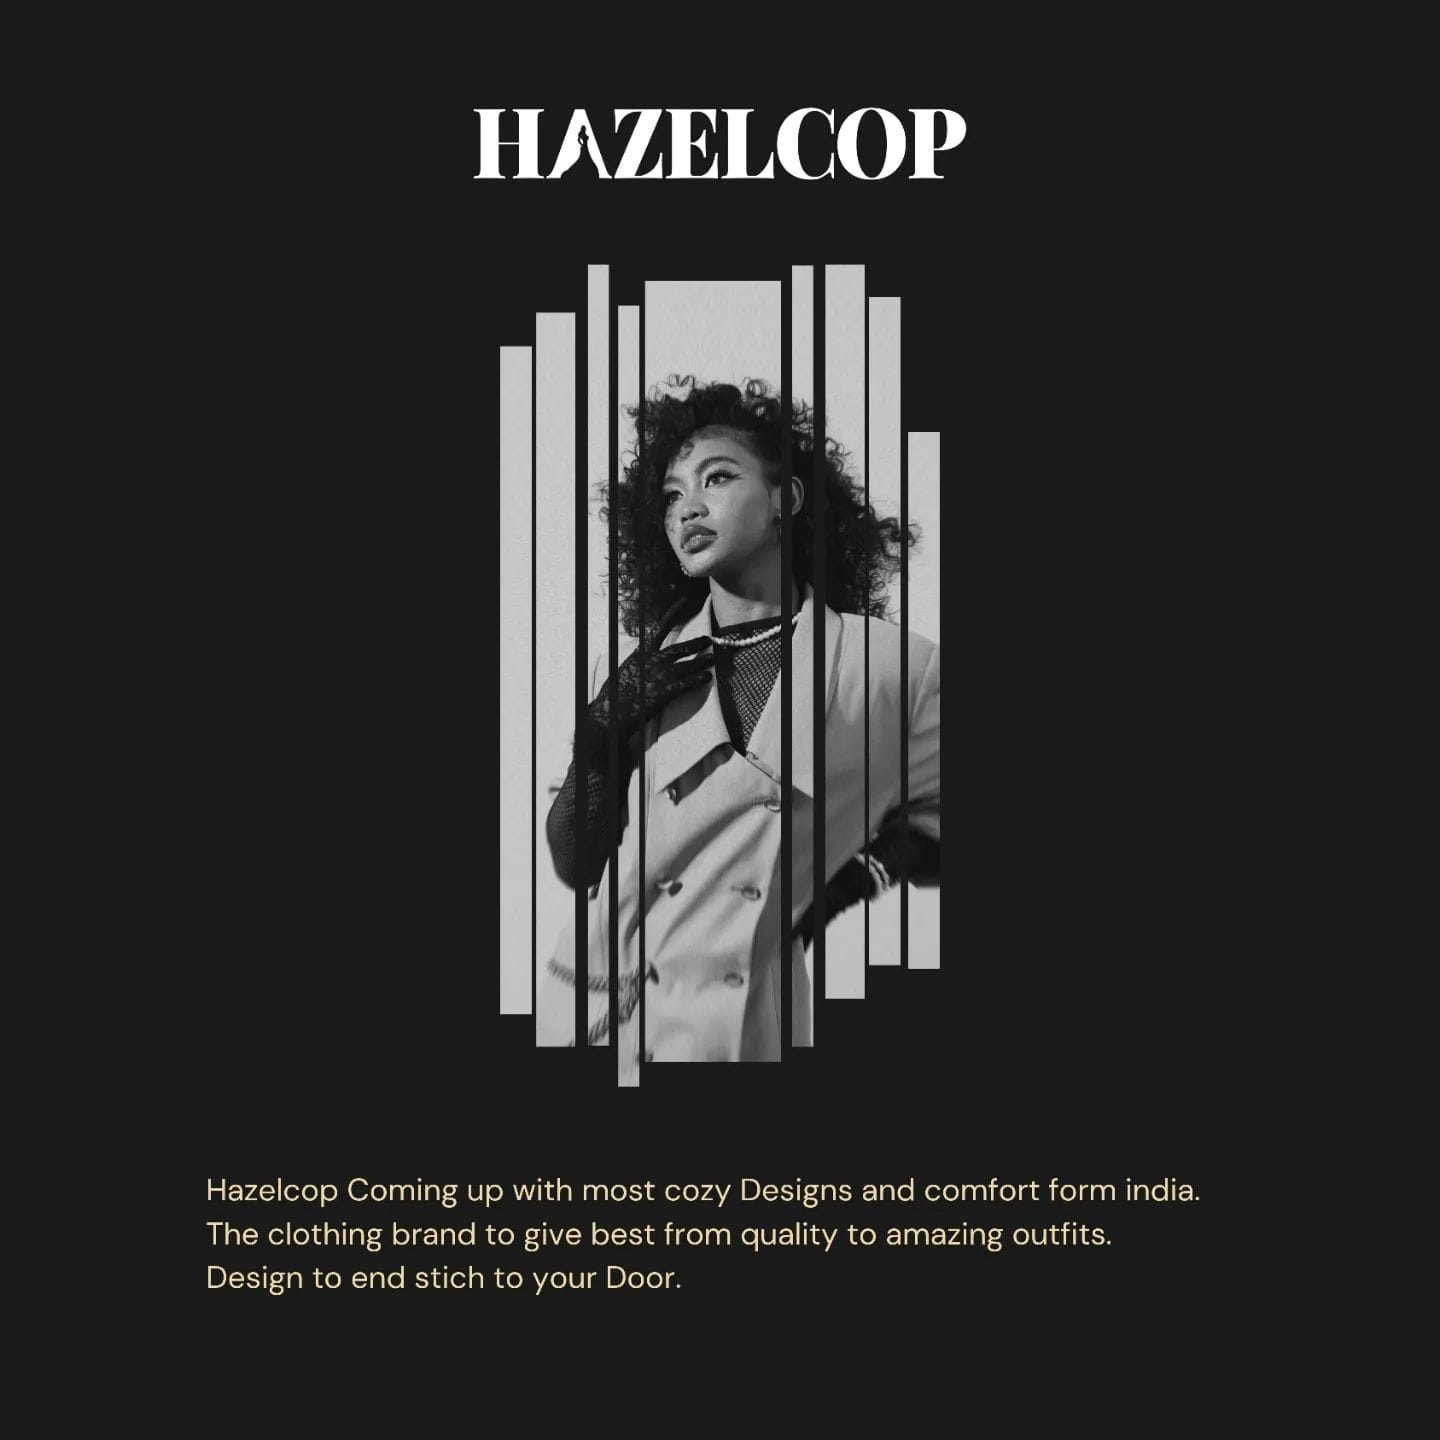 HAZELCOP
Hazelcop Coming up with most cozy Designs and comfort form india.
The clothing brand to give best from quality to amazing outfits.
Design to end stich to your Door.